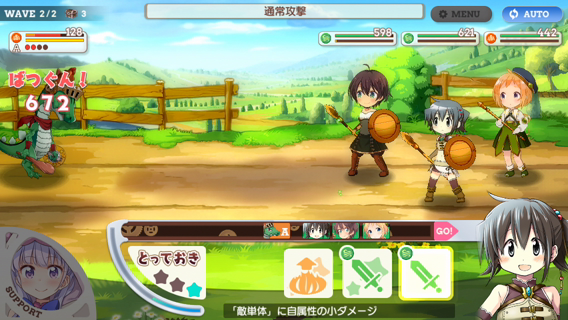 WAVE 2/2 3
通常攻撃
MENU
AUTO
128
A
598
621
442
ばつぐん!
672
A
GO!
とっておき
SUPPORT
「敵単体」に自属性の小ダメージ